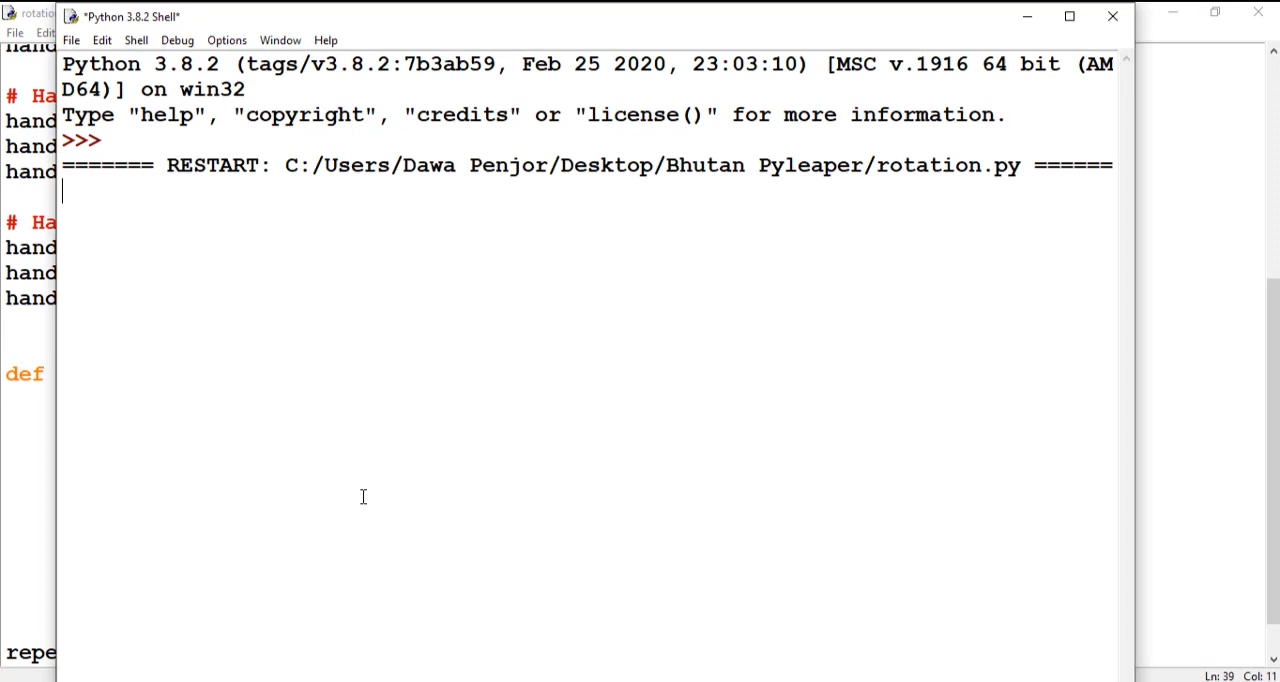 rotatio
*Python 3.8.2 Shell*
File Edit
File Edit Shell Debug Options Window Help
hand
Python 3.8.2 (tags/v3.8.2:7b3ab59, Feb 25 2020, 23:03:10) [MSC v.1916 64 bit (AM
# Ha
D64)] on win32
hand
Type "help", "copyright", "credits" or "license()" for more information.
hand
>>>
hand
======= RESTART: C:/Users/Dawa Penjor/Desktop/Bhutan Pyleaper/rotation.py ======
# Ha
hand
hand
hand
def
repe
Ln: 39 Col: 11